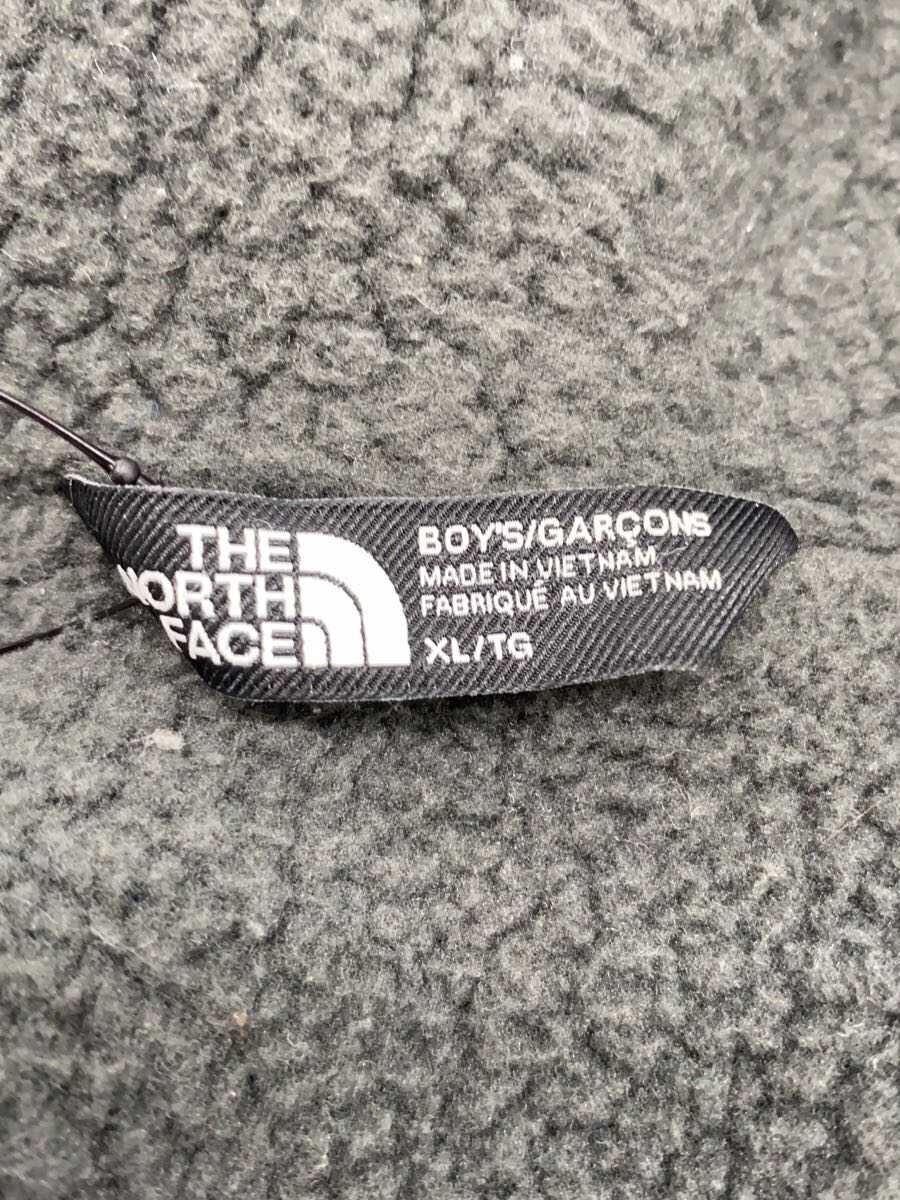 THE
NORTH
FACE
BOY'S/GARÇONS
MADE IN VIETNAM
FABRIQUÉ AU VIETNAM
XL/TG